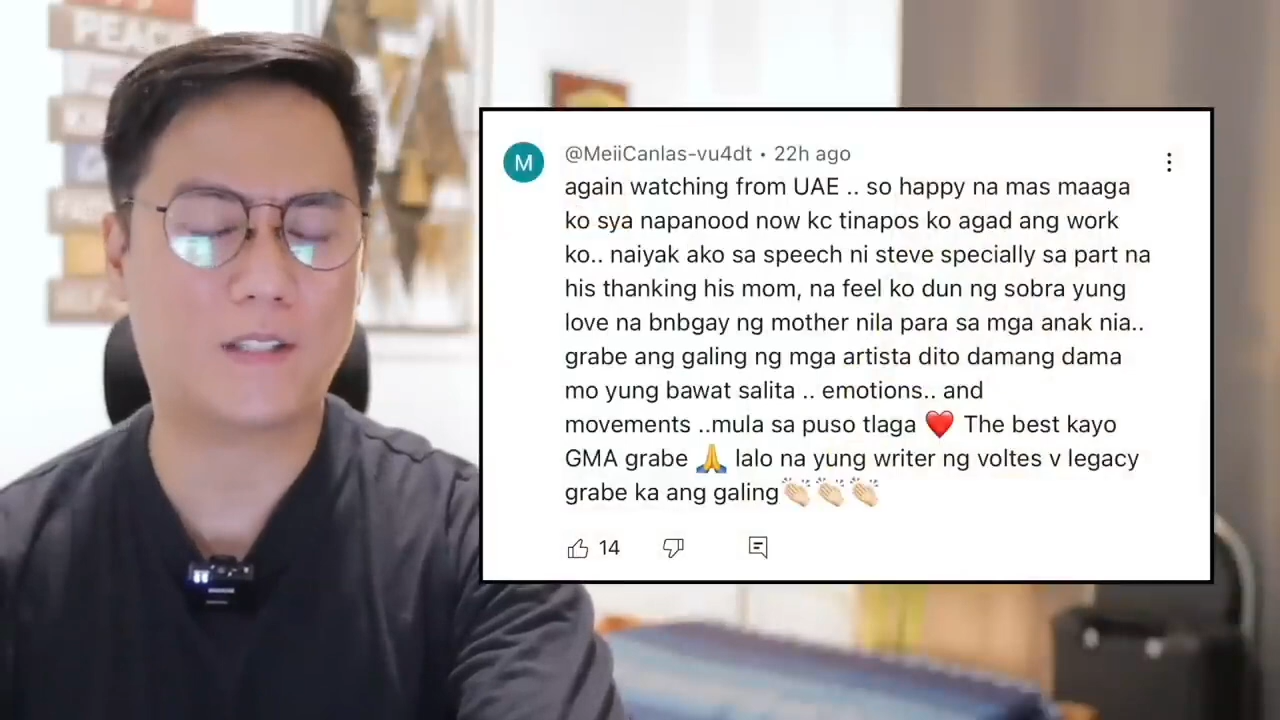 PEACE
M
@MeiiCanlas-vu4dt • 22h ago
again watching from UAE .. so happy na mas maaga
ko sya napanood now kc tinapos ko agad ang work
ko.. naiyak ako sa speech ni steve specially sa part na
his thanking his mom, na feel ko dun ng sobra yung
love na bnbgay ng mother nila para sa mga anak nia..
grabe ang galing ng mga artista dito damang dama
mo yung bawat salita .. emotions.. and
movements ..mula sa puso tlaga ❤️ The best kayo
GMA grabe 🙏 lalo na yung writer ng voltes v legacy
grabe ka ang galing👏🏻👏🏻👏🏻
14